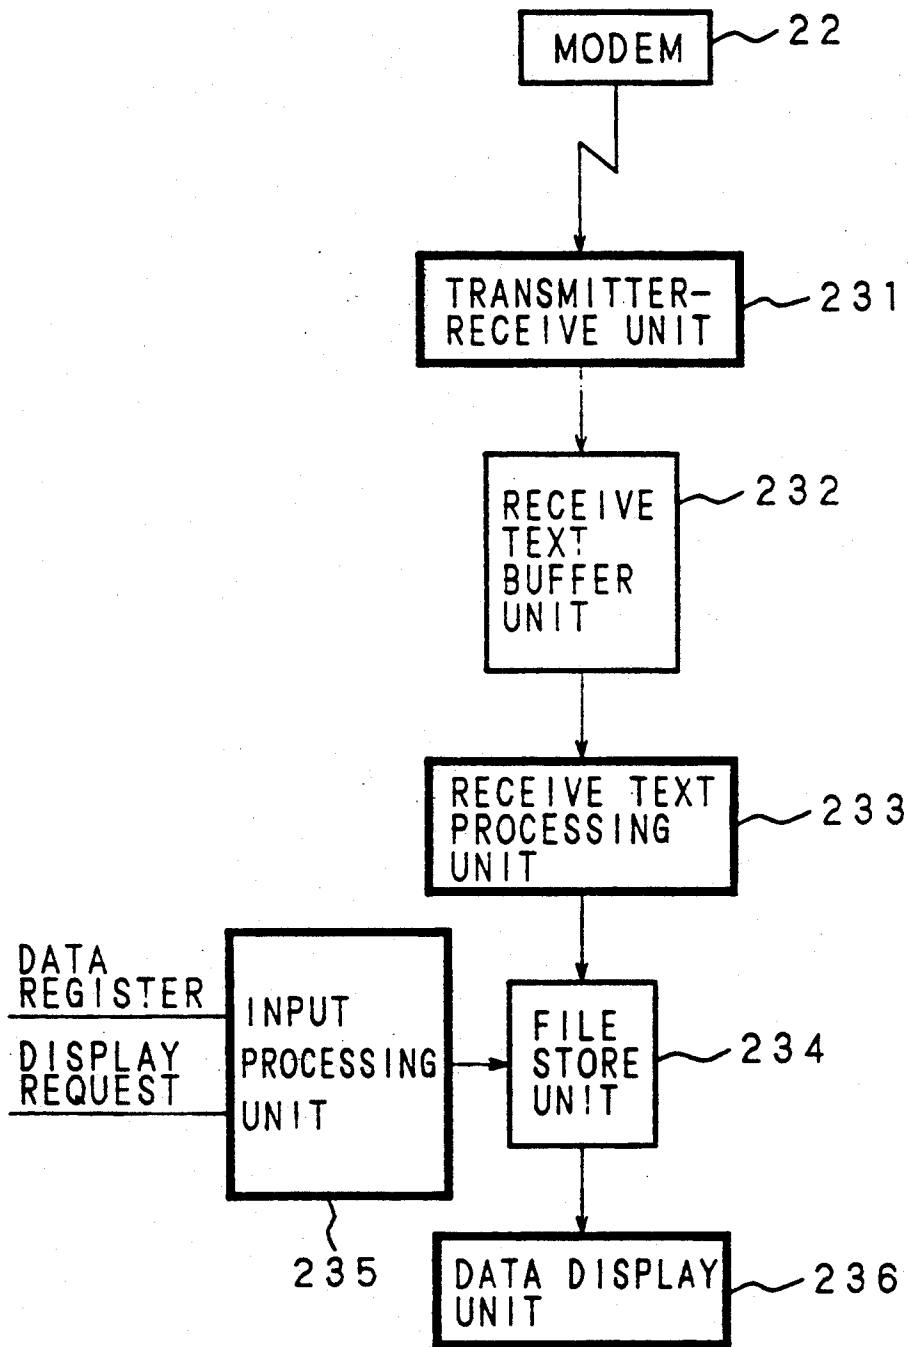 MODEM
22
TRANSMITTER-
RECEIVE UNIT
231
RECEIVE
TEXT
BUFFER
UNIT
232
RECEIVE TEXT
PROCESSING
UNIT
233
DATA
REGISTER
DISPLAY
REQUEST
INPUT
PROCESSING
UNIT
235
FILE
STORE
UNIT
234
DATA DISPLAY
UNIT
236